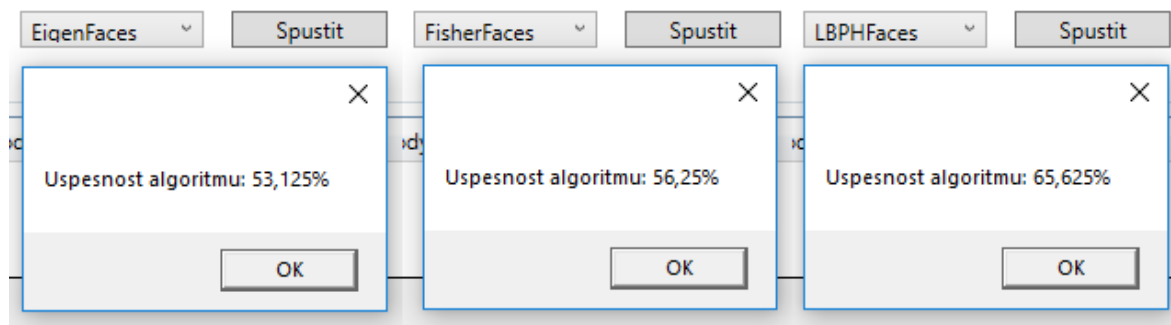 EigenFaces Spustit FisherFaces Spustit LBPHFaces Spustit
Uspesnost algoritmu: 53,125% Uspesnost algoritmu: 56,25% Uspesnost algoritmu: 65,625%
OK OK OK